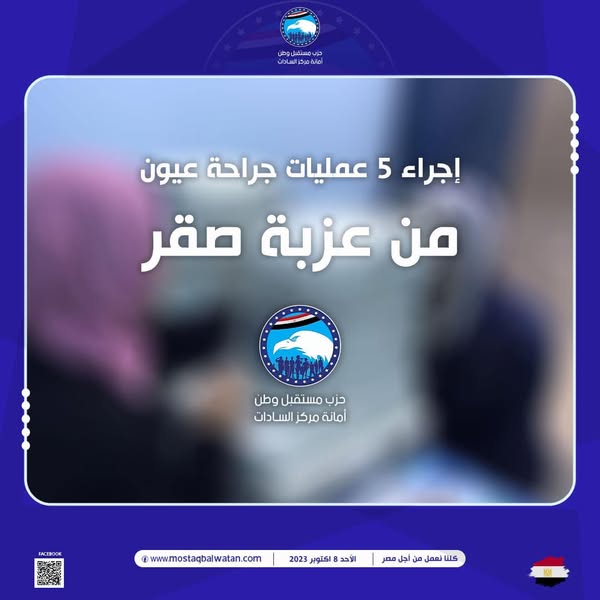 حزب مستقبل وطن
أمانة مركز السادات
إجراء 5 عمليات جراحة عيون
من عزبة صقر
حزب مستقبل وطن
أمانة مركز السادات
FACEBOOK
كلنا نعمل من أجل مصر
الأحد 8 اكتوبر 2023
www.mostaqbalwatan.com